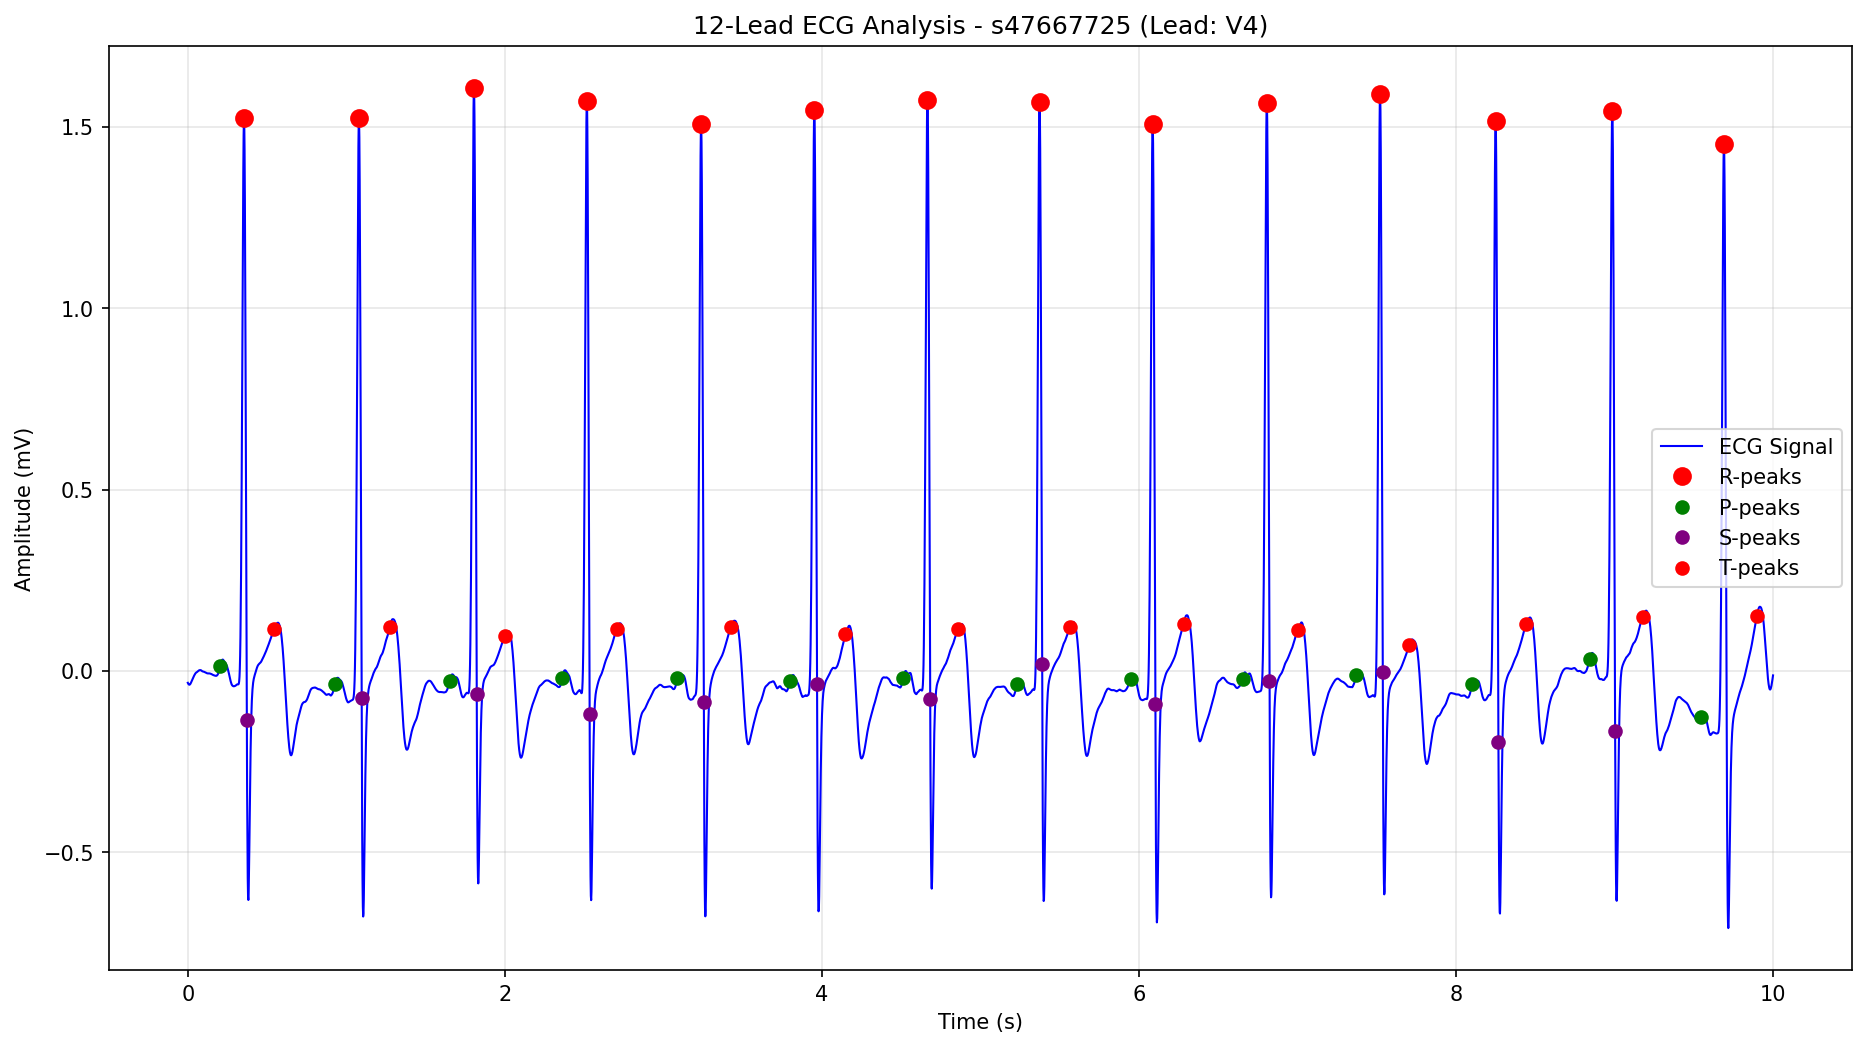 12-Lead ECG Analysis - s47667725 (Lead: V4)
Amplitude (mV)
1.5
1.0
0.5
0.0
−0.5
ECG Signal
R-peaks
P-peaks
S-peaks
T-peaks
0 2 4 6 8 10
Time (s)